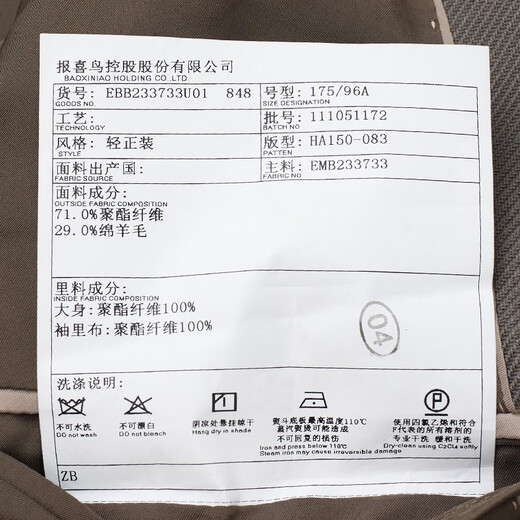 报喜鸟控股股份有限公司
BAOXINIAO HOLDING CO.,LTD.
货号: EBB233733U01 848
GOODS NO.
号型: 175/96A
SIZE DESIGNATION
工艺:
TECHNOLOGY
批号: 111051172
BATCH NO.
风格: 轻正装
STYLE
版型: HA150-083
PATTEN
面料出产国:
FABRIC SOURCE
主料: EMB233733
FABRIC NO
面料成分:
OUTSIDE FABRIC COMPOSITION
71.0%聚酯纤维
29.0%绵羊毛
里料成分:
INSIDE FABRIC COMPOSITION
大身:聚酯纤维100%
袖里布:聚酯纤维100%
04
洗涤说明:
P
不可水洗
Do not wash
不可漂白
Do not bleach
阴凉处悬挂晾干
Hang dry in shade
熨斗底板最高温度110℃
蒸汽熨烫可能造成
不可回复的损伤
Iron and press below 110℃
Steam iron may cause irreversible damage
使用四氯乙烯和符合
F代表的所有溶剂的
专业干洗 缓和干洗
Dry-clean using C2Cl4 softly
ZB